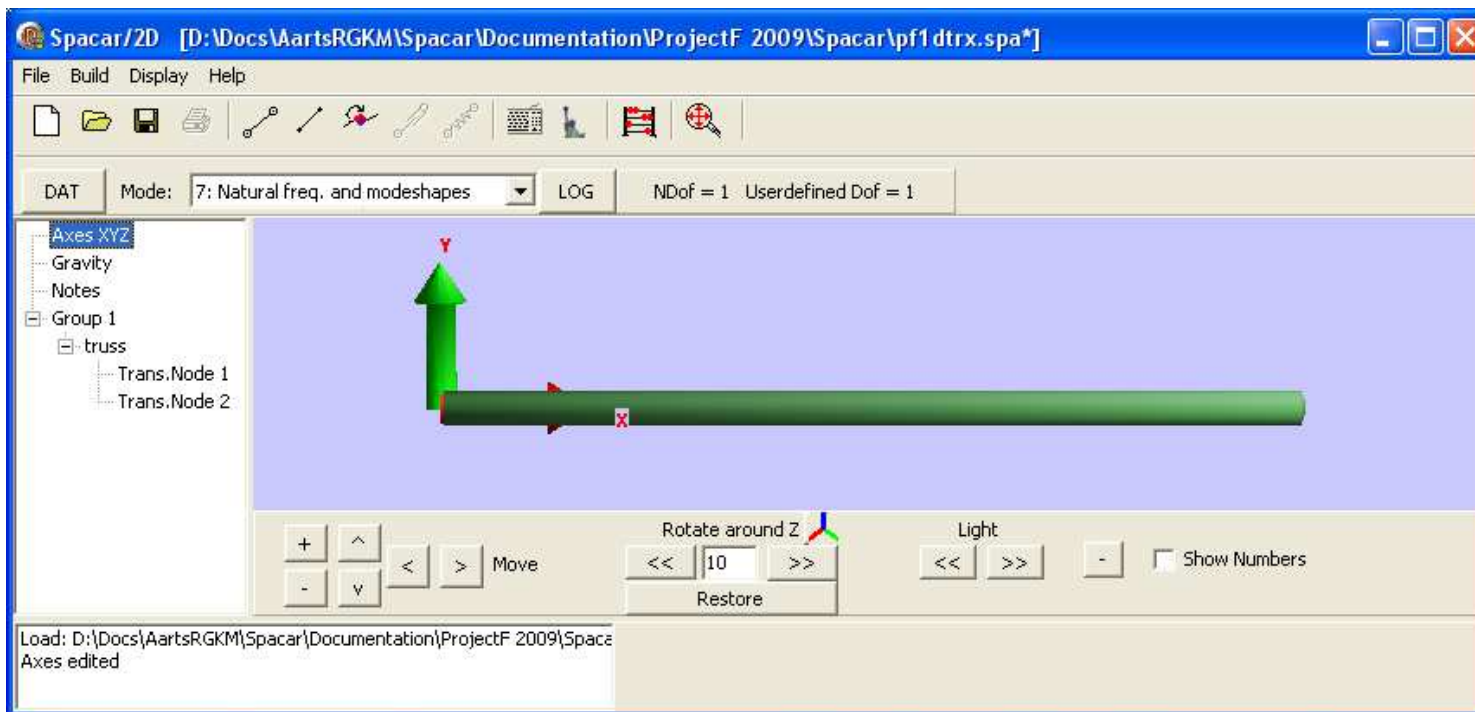 Spacar/2D [D:\Docs\AartsRGKM\Spacar\Documentation\ProjectF 2009\Spacar\pf1dtrx.spa*]
File Build Display Help
DAT Mode: 7: Natural freq. and modeshapes LOG NDof = 1 Userdefined Dof = 1
Axes XYZ
Gravity
Notes
Group 1
truss
Trans.Node 1
Trans.Node 2
Y
X
+ ^ < > Move
- v
Rotate around Z
<< 10 >>
Restore
Light
<< >> - Show Numbers
Load: D:\Docs\AartsRGKM\Spacar\Documentation\ProjectF 2009\Spaca
Axes edited